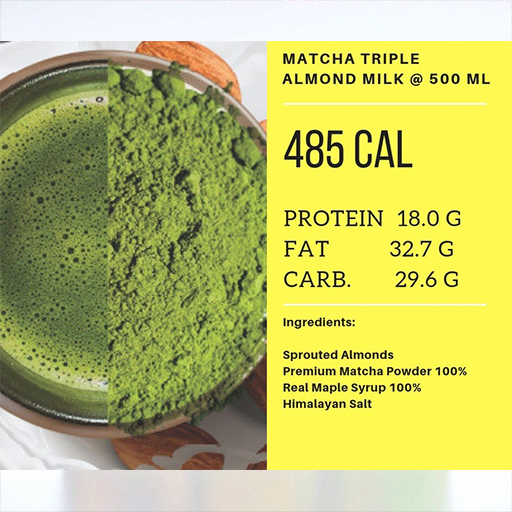 MATCHA TRIPLE
ALMOND MILK @ 500 ML
485 CAL
PROTEIN 18.0 G
FAT 32.7 G
CARB. 29.6 G
Ingredients:
Sprouted Almonds
Premium Matcha Powder 100%
Real Maple Syrup 100%
Himalayan Salt